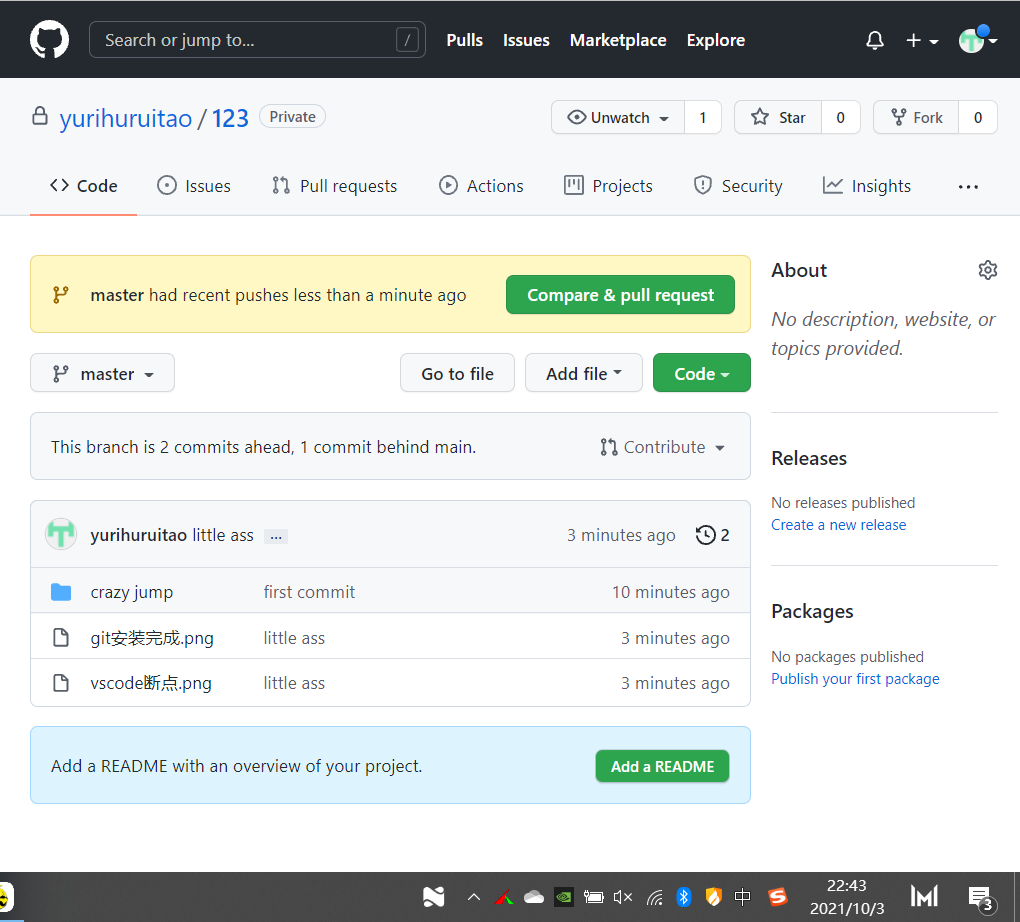 Search or jump to... / Pulls Issues Marketplace Explore
yurihuruitao / 123 Private Unwatch 1 Star 0 Fork 0
Code Issues Pull requests Actions Projects Security Insights ...
master had recent pushes less than a minute ago Compare & pull request
About
No description, website, or
topics provided.
master Go to file Add file Code
This branch is 2 commits ahead, 1 commit behind main. Contribute
Releases
No releases published
Create a new release
yurihuruitao little ass ... 3 minutes ago 2
crazy jump first commit 10 minutes ago
git安装完成.png little ass 3 minutes ago
vscode断点.png little ass 3 minutes ago
Packages
No packages published
Publish your first package
Add a README with an overview of your project. Add a README
中 S 22:43
2021/10/3
3